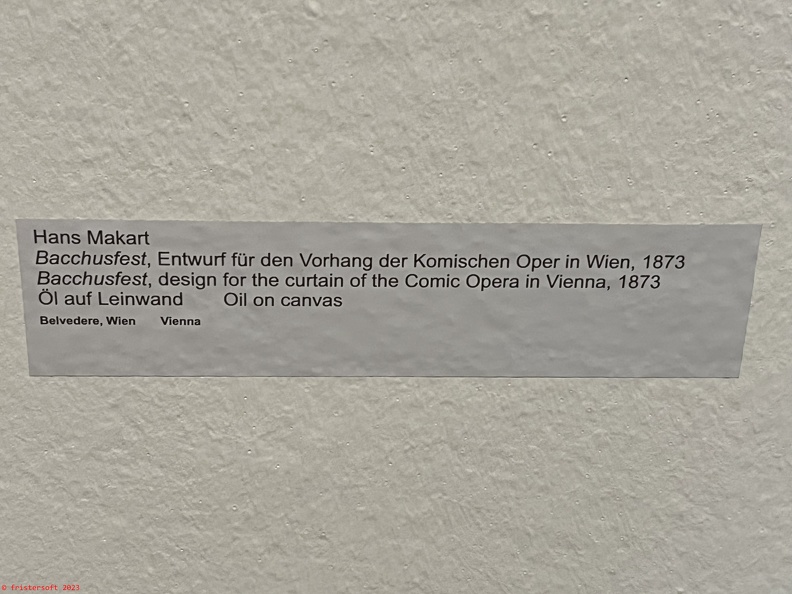 Hans Makart
Bacchusfest, Entwurf für den Vorhang der Komischen Oper in Wien, 1873
Bacchusfest, design for the curtain of the Comic Opera in Vienna, 1873
Öl auf Leinwand Oil on canvas
Belvedere, Wien Vienna
© fristersoft 2023